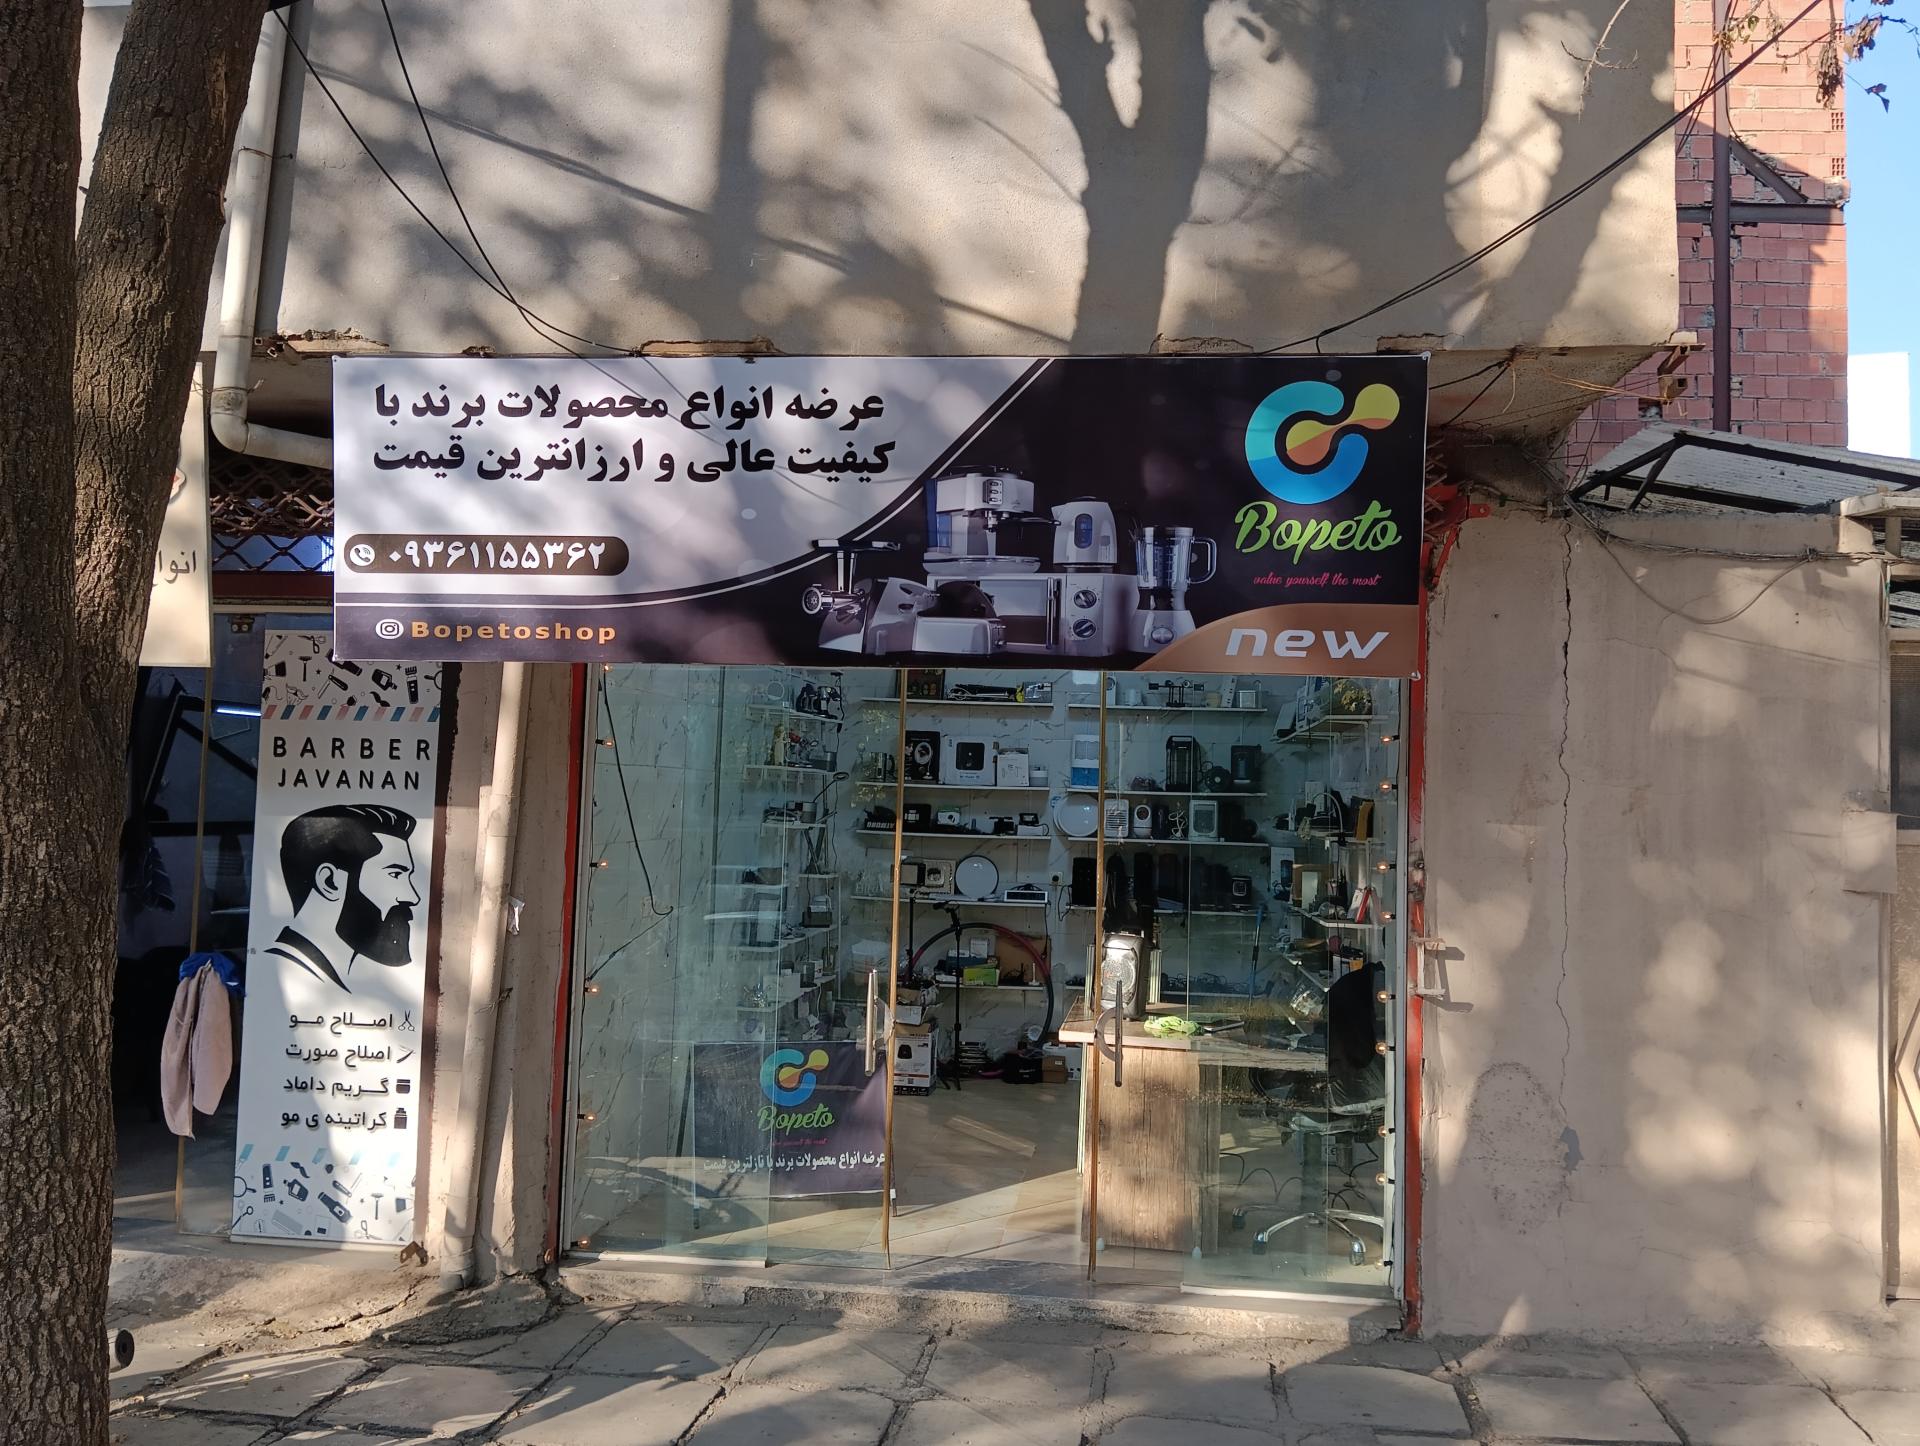 عرضه انواع محصولات برند با
کیفیت عالی و ارزانترین قیمت
۰۹۳۶۱۱۵۵۳۶۲
Bopetoshop
Bopeto
value yourself the most
new
BARBER
JAVANAN
اصلاح مو
اصلاح صورت
گریم داماد
کراتینه ی مو
Bopeto
عرضه انواع محصولات برند با نازلترین قیمت